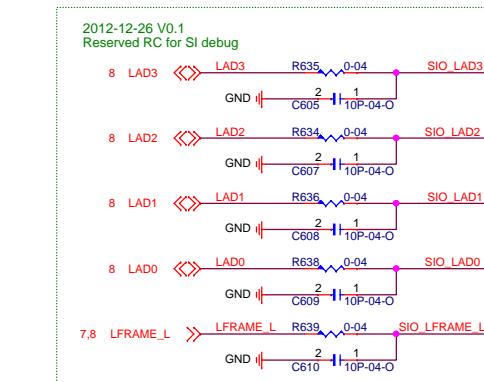 2012-12-26 V0.1
Reserved RC for SI debug
8 LAD3 LAD3 R635 0-04 SIO_LAD3
GND 2 1
C605 10P-04-O
8 LAD2 LAD2 R634 0-04 SIO_LAD2
GND 2 1
C607 10P-04-O
8 LAD1 LAD1 R636 0-04 SIO_LAD1
GND 2 1
C608 10P-04-O
8 LAD0 LAD0 R638 0-04 SIO_LAD0
GND 2 1
C609 10P-04-O
7,8 LFRAME_L LFRAME_L R639 0-04 SIO_LFRAME_L
GND 2 1
C610 10P-04-O